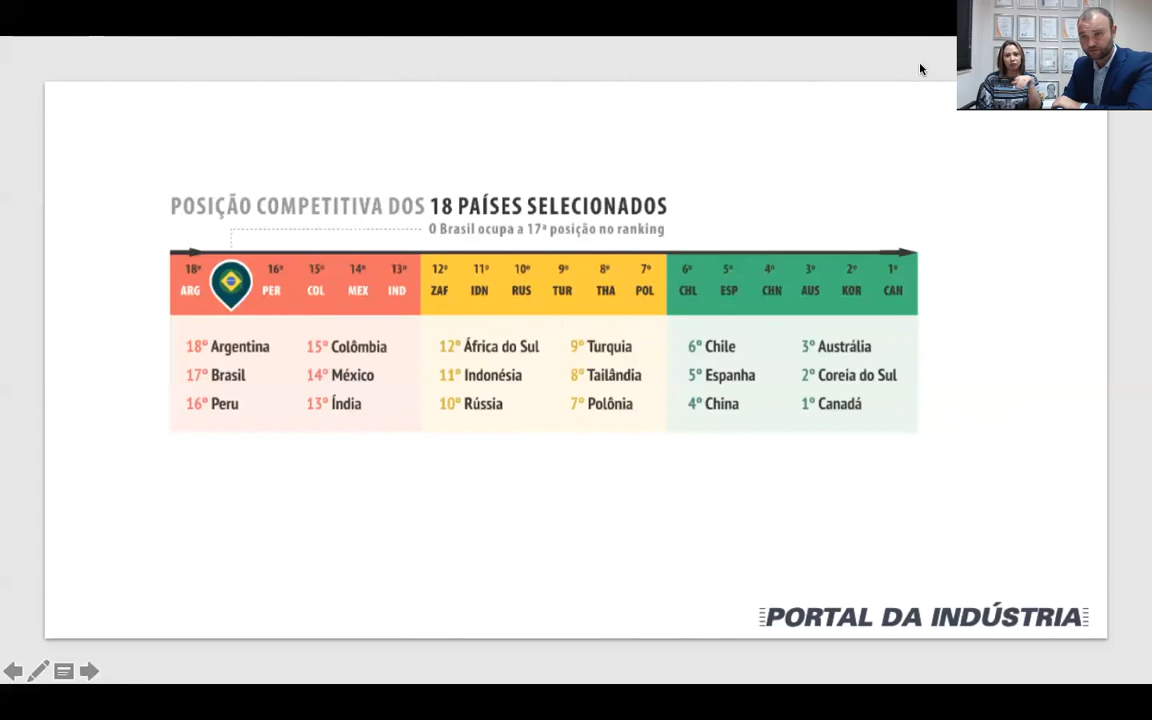 POSIÇÃO COMPETITIVA DOS 18 PAÍSES SELECIONADOS
O Brasil ocupa a 17ª posição no ranking
18º 16º 15º 14º 13º 12º 11º 10º 9º 8º 7º 6º 5º 4º 3º 2º 1º
ARG PER COL MEX IND ZAF IDN RUS TUR THA POL CHL ESP CHN AUS KOR CAN
18º Argentina 15º Colômbia 12º África do Sul 9º Turquia 6º Chile 3º Austrália
17º Brasil 14º México 11º Indonésia 8º Tailândia 5º Espanha 2º Coreia do Sul
16º Peru 13º Índia 10º Rússia 7º Polônia 4º China 1º Canadá
PORTAL DA INDÚSTRIA